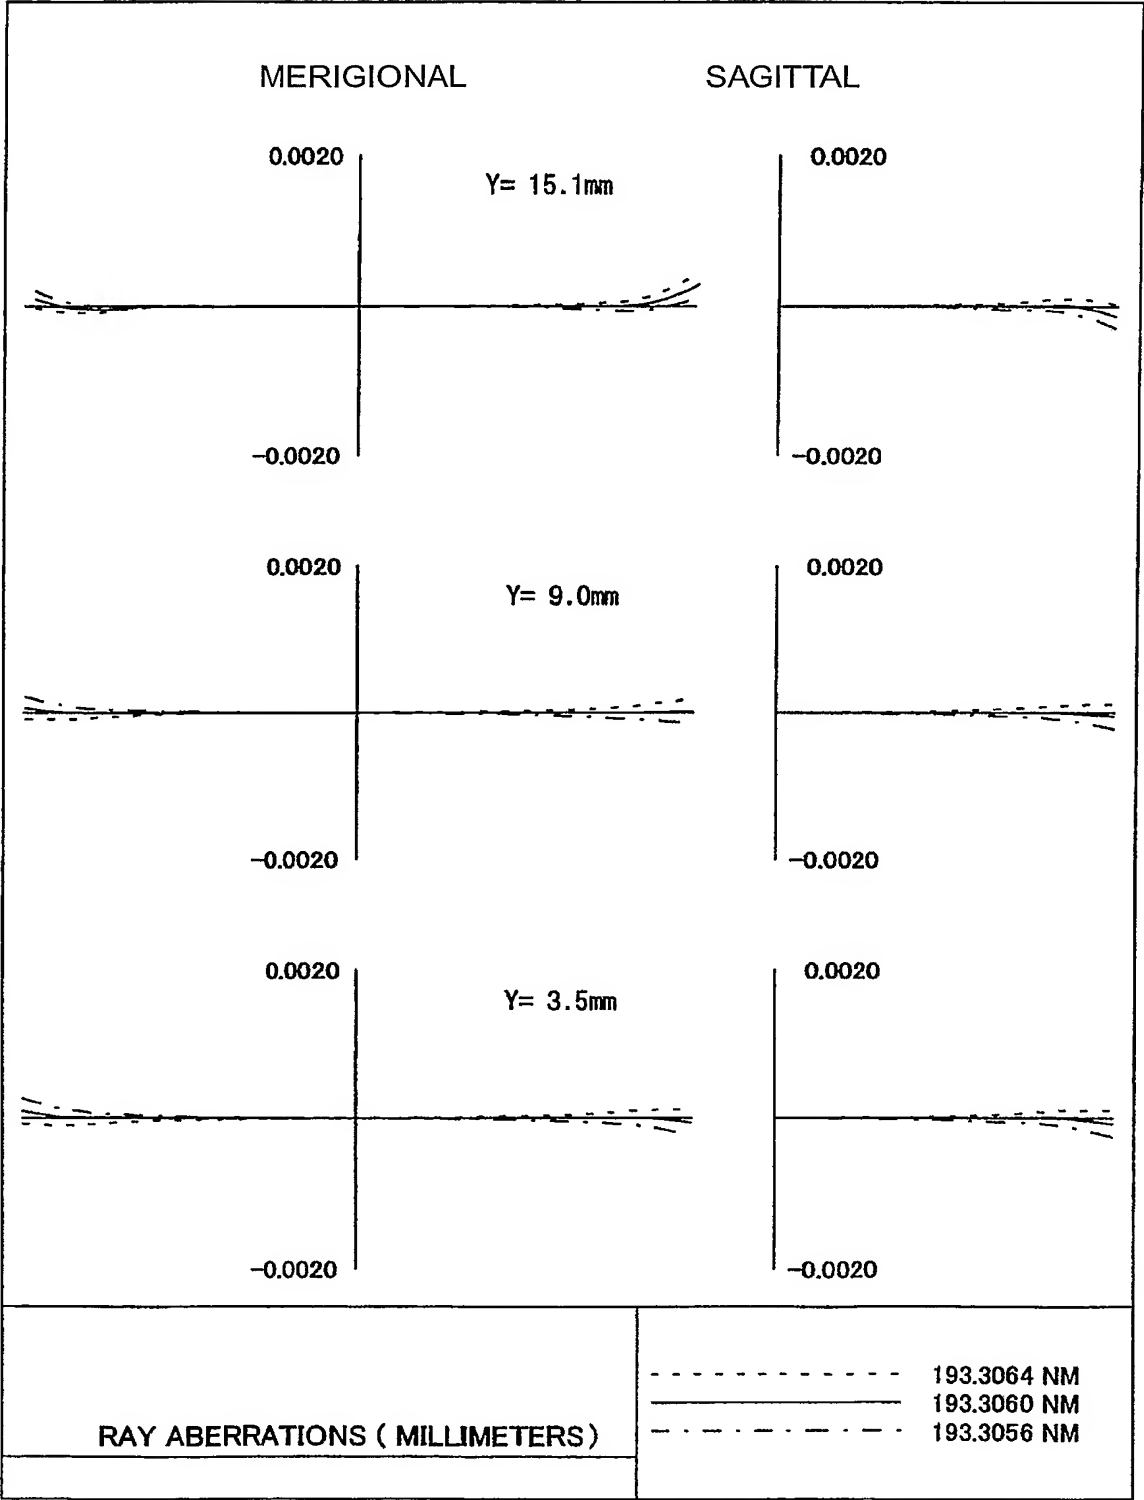 MERIGIONAL SAGITTAL
0.0020 0.0020
Y= 15.1mm
-0.0020 -0.0020
0.0020 0.0020
Y= 9.0mm
-0.0020 -0.0020
0.0020 0.0020
Y= 3.5mm
-0.0020 -0.0020
193.3064 NM
193.3060 NM
RAY ABERRATIONS ( MILLIMETERS) 193.3056 NM